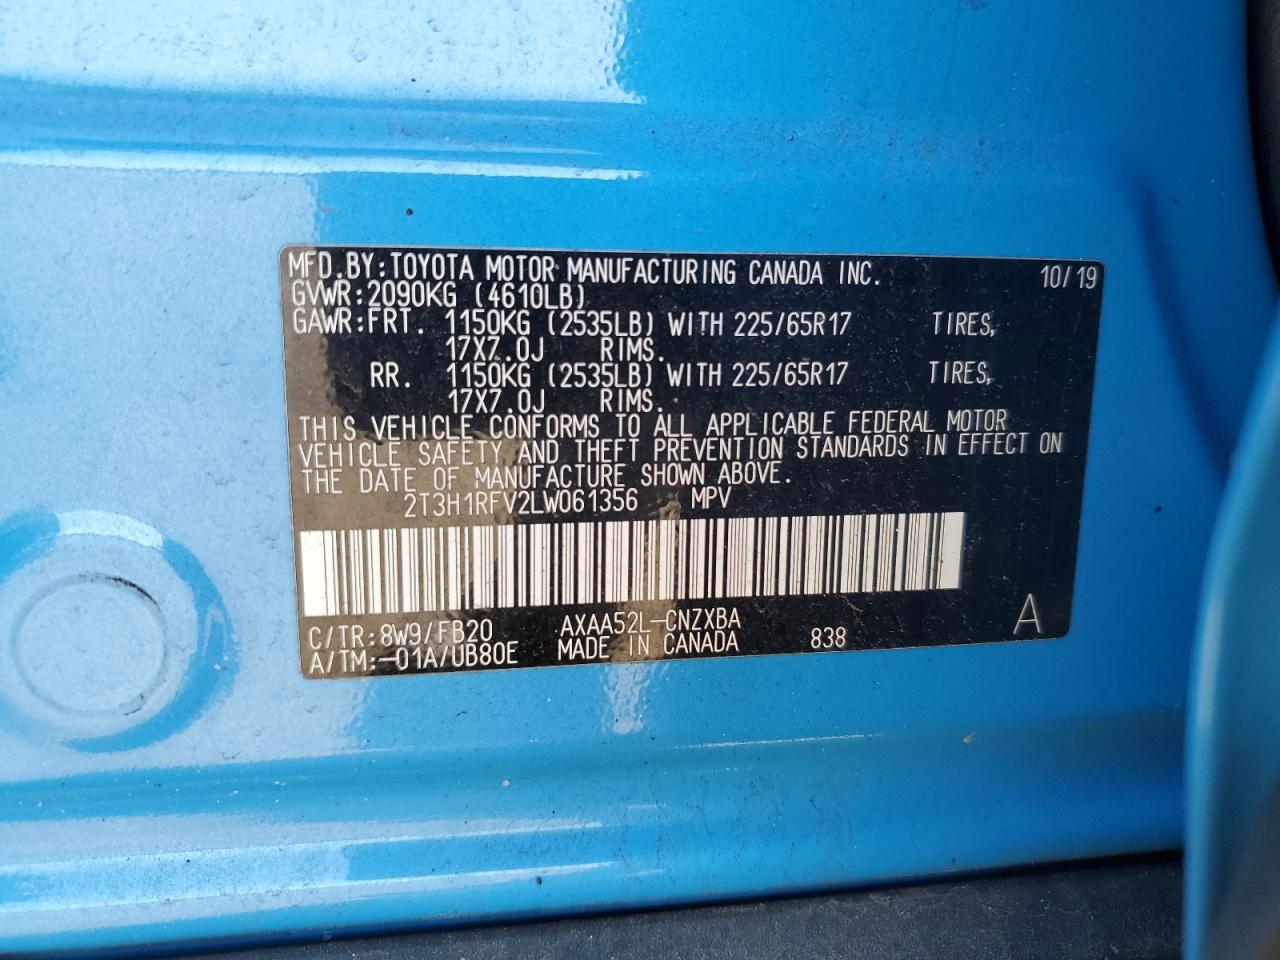 MFD.BY:TOYOTA MOTOR MANUFACTURING CANADA INC. 10/19
GVWR:2090KG (4610LB)
GAWR:FRT. 1150KG (2535LB) WITH 225/65R17 TIRES,
17X7.0J RIMS.
RR. 1150KG (2535LB) WITH 225/65R17 TIRES,
17X7.0J RIMS.
THIS VEHICLE CONFORMS TO ALL APPLICABLE FEDERAL MOTOR
VEHICLE SAFETY AND THEFT PREVENTION STANDARDS IN EFFECT ON
THE DATE OF MANUFACTURE SHOWN ABOVE.
2T3H1RFV2LW061356 MPV
C/TR:8W9/FB20 AXAA52L-CNZXBA
A/TM:-01A/UB80E MADE IN CANADA 838 A